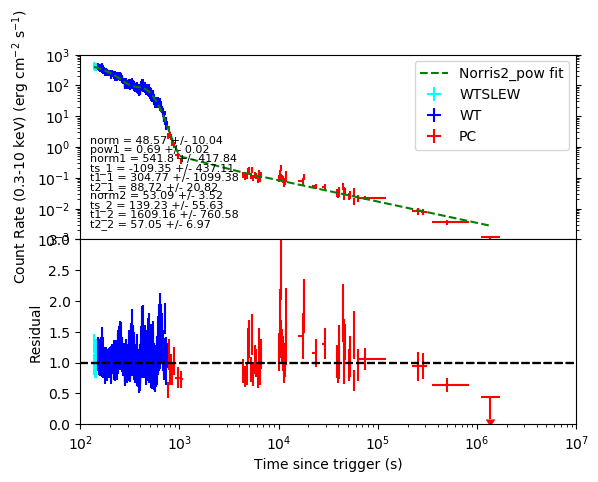 Norris2_pow fit
WTSLEW
WT
PC
Count Rate (0.3-10 keV) (erg cm⁻² s⁻¹)
10³
10²
10¹
10⁰
10⁻¹
10⁻²
10⁻³
norm = 48.57 +/- 10.04
pow1 = 0.69 +/- 0.02
norm1 = 541.8 +/- 417.84
ts_1 = -109.35 +/- 437.11
t1_1 = 304.77 +/- 1099.38
t2_1 = 88.72 +/- 20.82
norm2 = 53.09 +/- 3.52
ts_2 = 139.23 +/- 55.63
t1_2 = 1609.16 +/- 760.58
t2_2 = 57.05 +/- 6.97
Residual
3.0
2.5
2.0
1.5
1.0
0.5
0.0
10² 10³ 10⁴ 10⁵ 10⁶ 10⁷
Time since trigger (s)